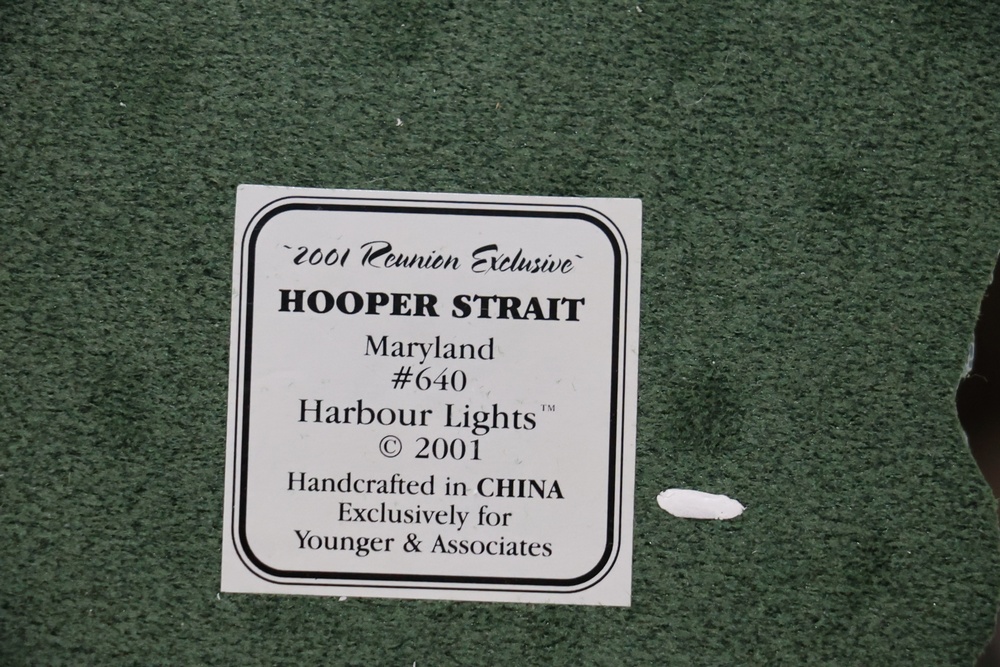 ~2001 Reunion Exclusive~
HOOPER STRAIT
Maryland
#640
Harbour Lights™
© 2001
Handcrafted in CHINA
Exclusively for
Younger & Associates